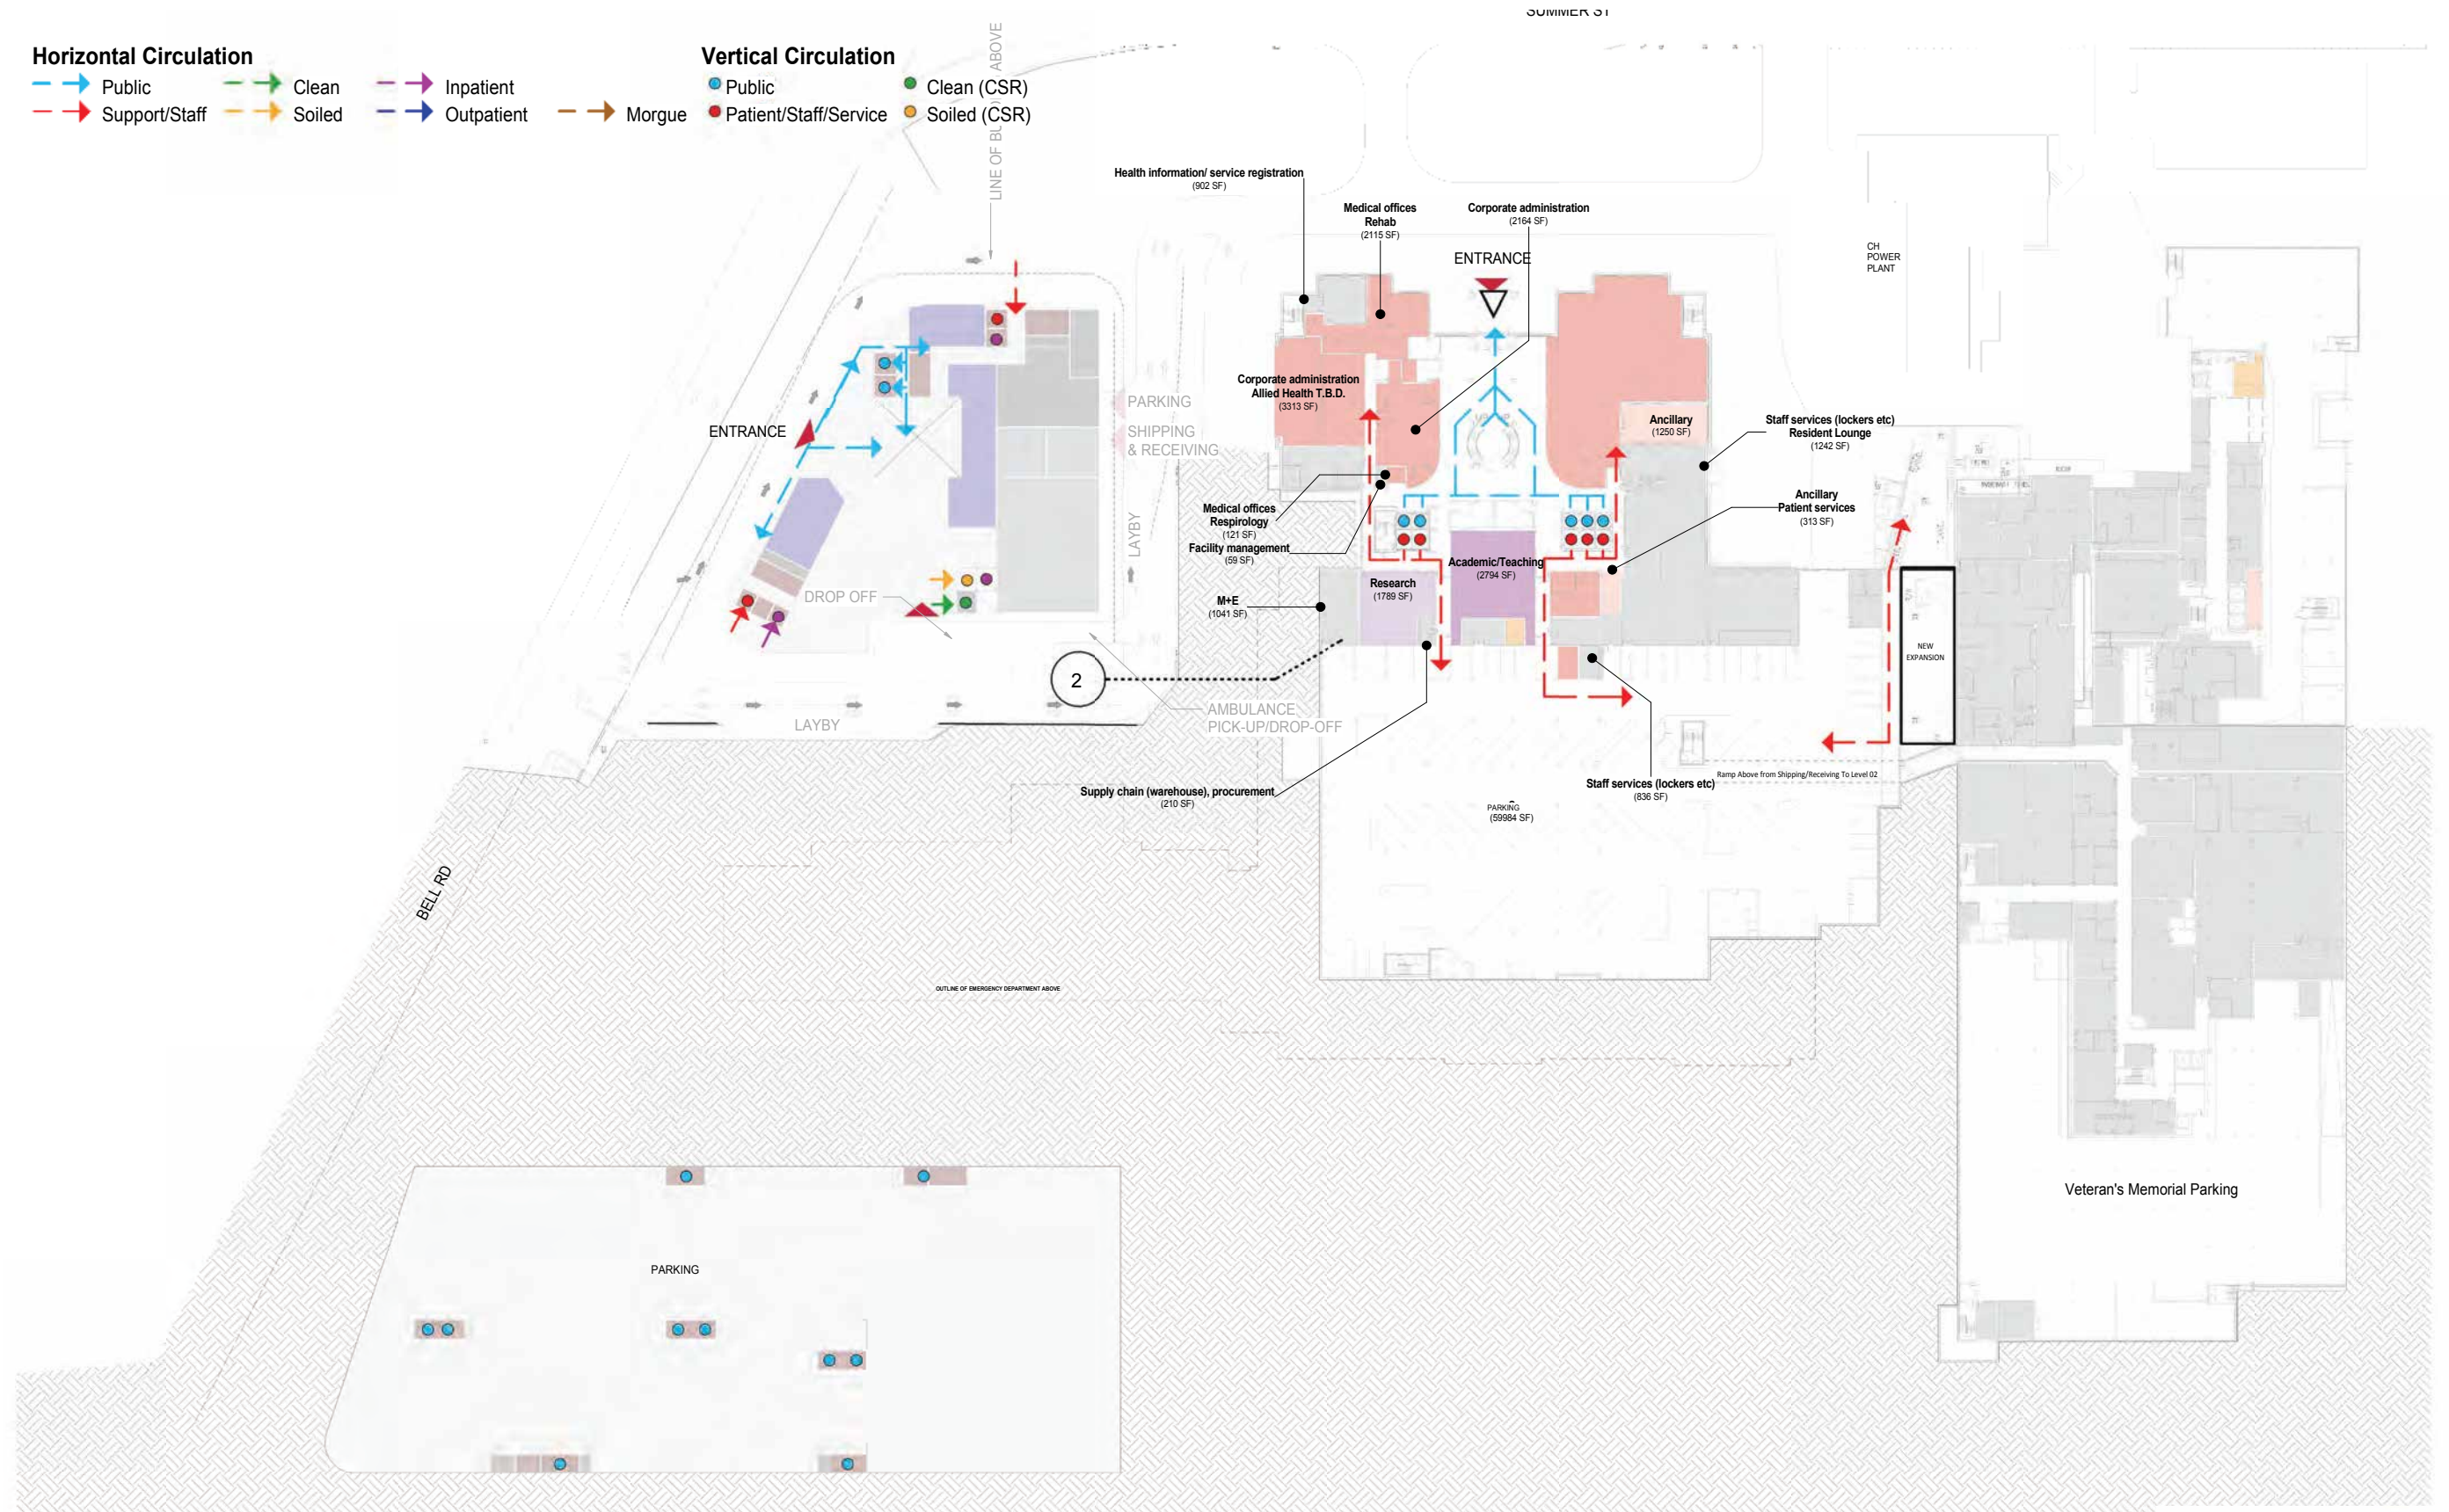 SUMMER ST
Horizontal Circulation
Public
Clean
Inpatient
Support/Staff
Soiled
Outpatient
Morgue
Vertical Circulation
Public
Clean (CSR)
Patient/Staff/Service
Soiled (CSR)
ABOVE
LINE OF BU
Health information/ service registration
(902 SF)
Medical offices
Rehab
(2115 SF)
Corporate administration
(2164 SF)
ENTRANCE
CH
POWER
PLANT
Corporate administration
Allied Health T.B.D.
(3313 SF)
PARKING
SHIPPING
& RECEIVING
ENTRANCE
Ancillary
(1250 SF)
Staff services (lockers etc)
Resident Lounge
(1242 SF)
Ancillary
Patient services
(313 SF)
Medical offices
Respirology
(121 SF)
Facility management
(59 SF)
LAYBY
Academic/Teaching
(2794 SF)
Research
(1789 SF)
M+E
(1041 SF)
DROP OFF
NEW
EXPANSION
2
AMBULANCE
PICK-UP/DROP-OFF
LAYBY
Ramp Above from Shipping/Receiving To Level 02
Supply chain (warehouse), procurement
(210 SF)
Staff services (lockers etc)
(836 SF)
PARKING
(59984 SF)
BELL RD
OUTLINE OF EMERGENCY DEPARTMENT ABOVE
Veteran's Memorial Parking
PARKING